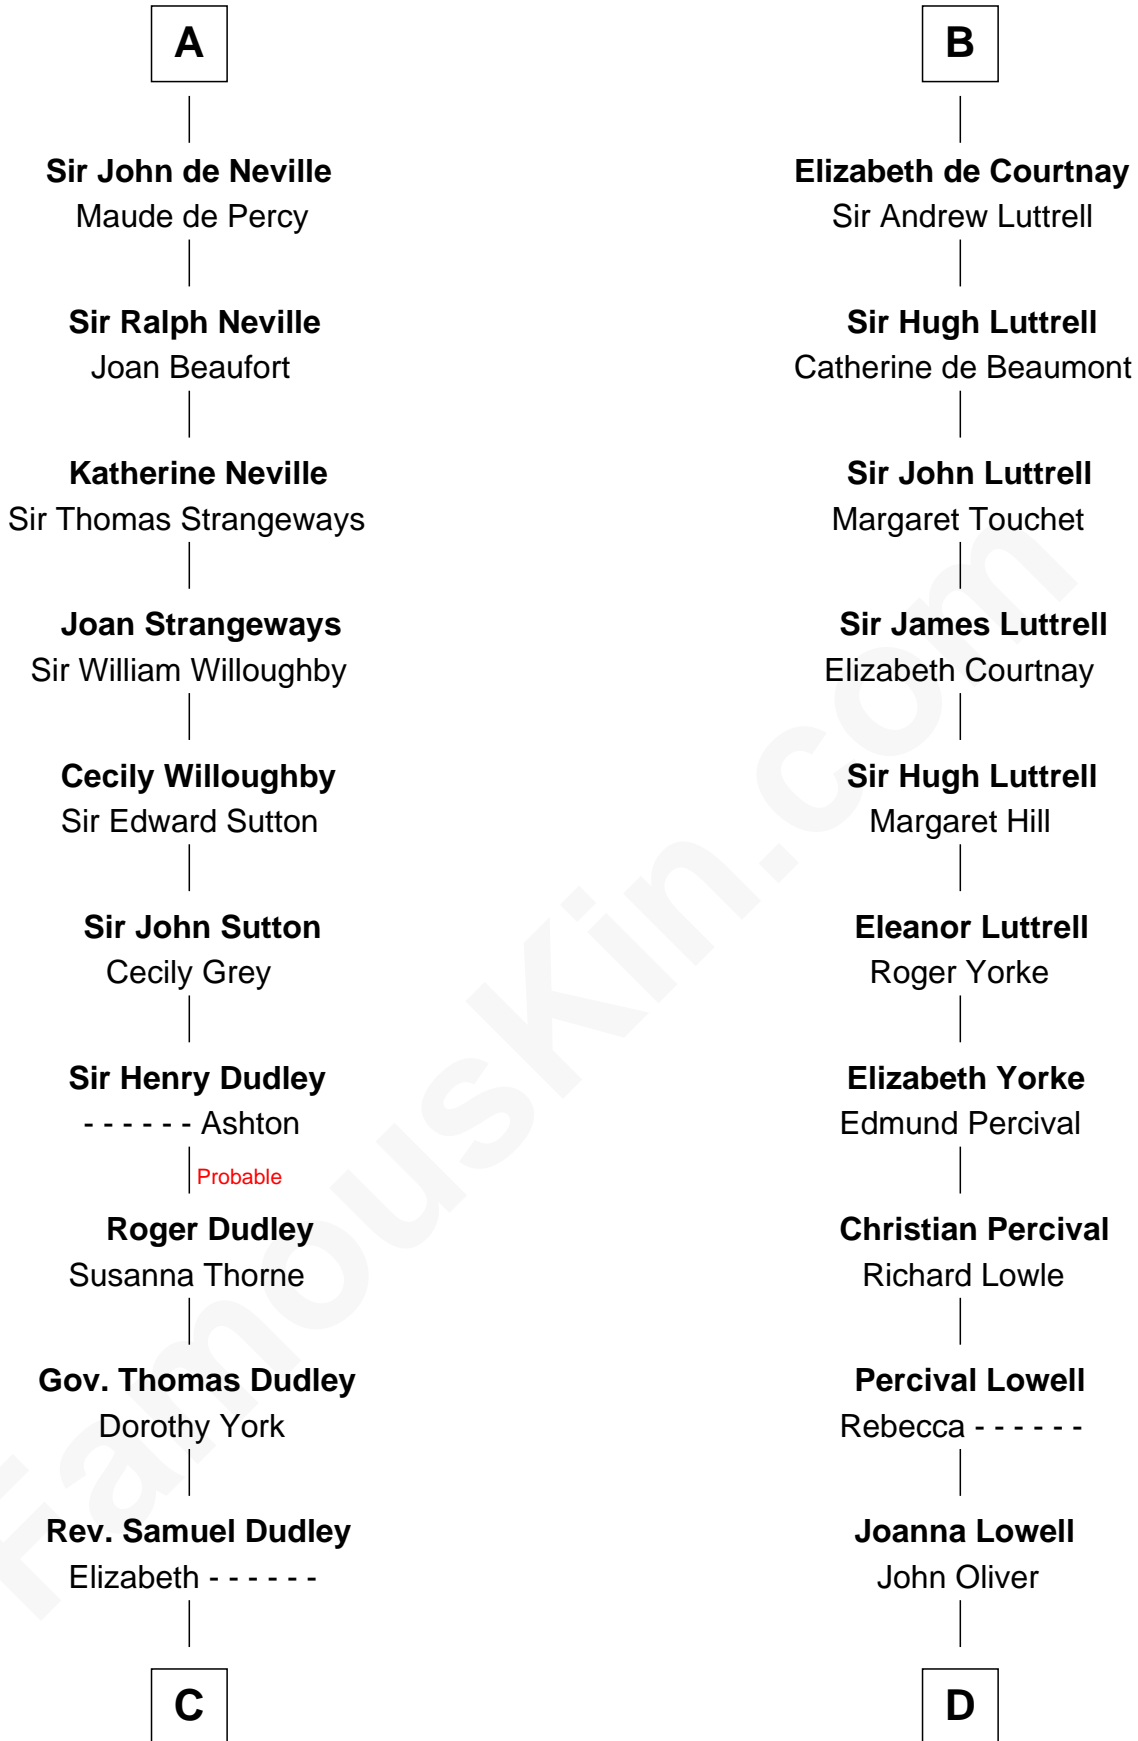 A
Sir John de Neville
Maude de Percy
Sir Ralph Neville
Joan Beaufort
Katherine Neville
Sir Thomas Strangeways
Joan Strangeways
Sir William Willoughby
Cecily Willoughby
Sir Edward Sutton
Sir John Sutton
Cecily Grey
Sir Henry Dudley
- - - - - - Ashton
Probable
Roger Dudley
Susanna Thorne
Gov. Thomas Dudley
Dorothy York
Rev. Samuel Dudley
Elizabeth - - - - - -
C
B
Elizabeth de Courtnay
Sir Andrew Luttrell
Sir Hugh Luttrell
Catherine de Beaumont
Sir John Luttrell
Margaret Touchet
Sir James Luttrell
Elizabeth Courtnay
Sir Hugh Luttrell
Margaret Hill
Eleanor Luttrell
Roger Yorke
Elizabeth Yorke
Edmund Percival
Christian Percival
Richard Lowle
Percival Lowell
Rebecca - - - - - -
Joanna Lowell
John Oliver
D
FamousKin.com